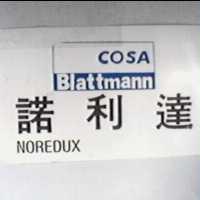 COSA
Blattmann
諾利達
NOREDUX